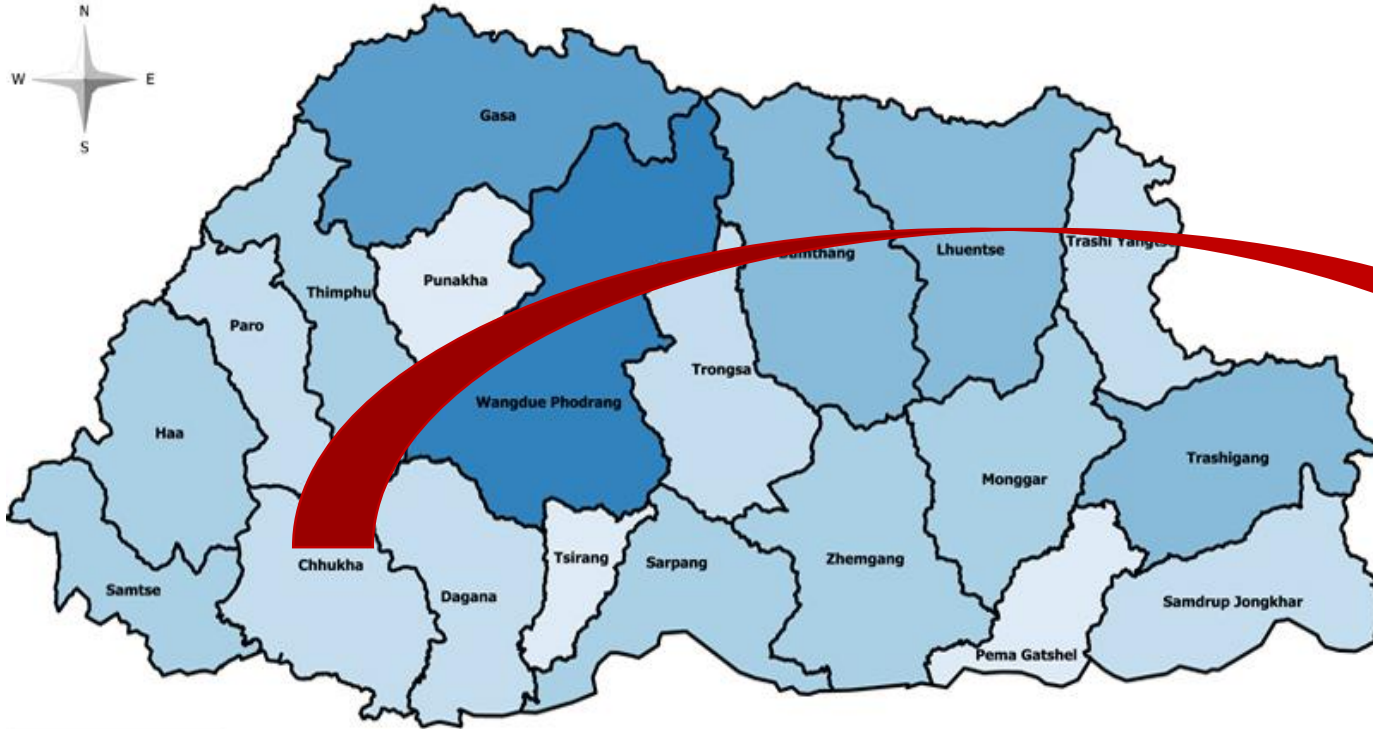 N
W
E
S
Gasa
Punakha
Thimphu
Paro
Haa
Wangdue Phodrang
Trongsa
Lhuentse
Trashi
Monggar
Trashigang
Chhukha
Samtse
Dagana
Tsirang
Sarpang
Zhemgang
Pema Gatshel
Samdrup Jongkhar